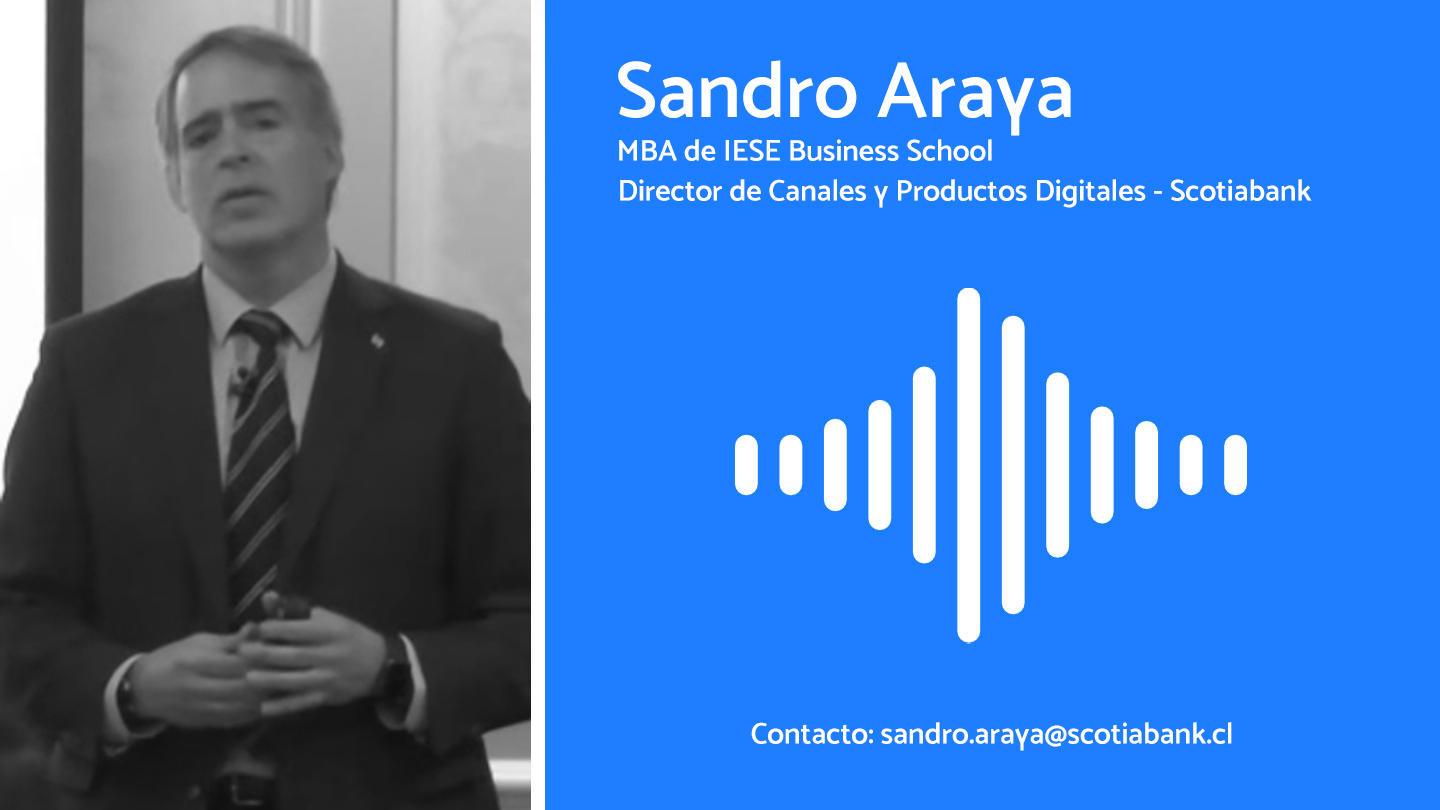 Sandro Araya
MBA de IESE Business School
Director de Canales y Productos Digitales - Scotiabank
Contacto: sandro.araya@scotiabank.cl